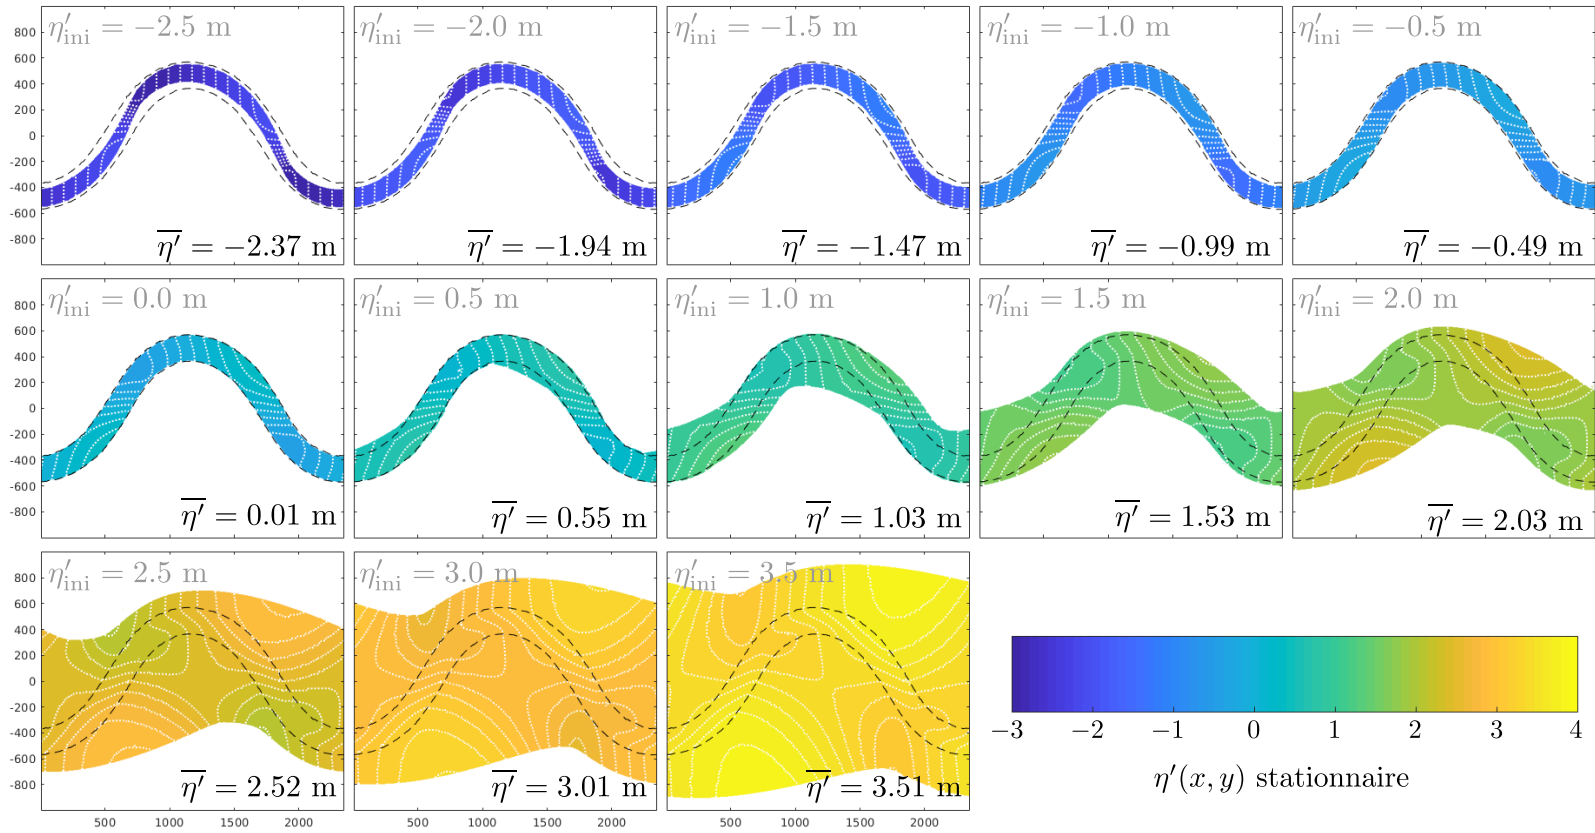 η′ini = −2.5 m
η′ini = −2.0 m
η′ini = −1.5 m
η′ini = −1.0 m
η′ini = −0.5 m
800
600
400
200
0
-200
-400
-600
-800
η′ = −2.37 m
η′ = −1.94 m
η′ = −1.47 m
η′ = −0.99 m
η′ = −0.49 m
η′ini = 0.0 m
η′ini = 0.5 m
η′ini = 1.0 m
η′ini = 1.5 m
η′ini = 2.0 m
800
600
400
200
0
-200
-400
-600
-800
η′ = 0.01 m
η′ = 0.55 m
η′ = 1.03 m
η′ = 1.53 m
η′ = 2.03 m
η′ini = 2.5 m
η′ini = 3.0 m
η′ini = 3.5 m
800
600
400
200
0
-200
-400
-600
-800
η′ = 2.52 m
η′ = 3.01 m
η′ = 3.51 m
500 1000 1500 2000
500 1000 1500 2000
500 1000 1500 2000
−3 −2 −1 0 1 2 3 4
η′(x, y) stationnaire